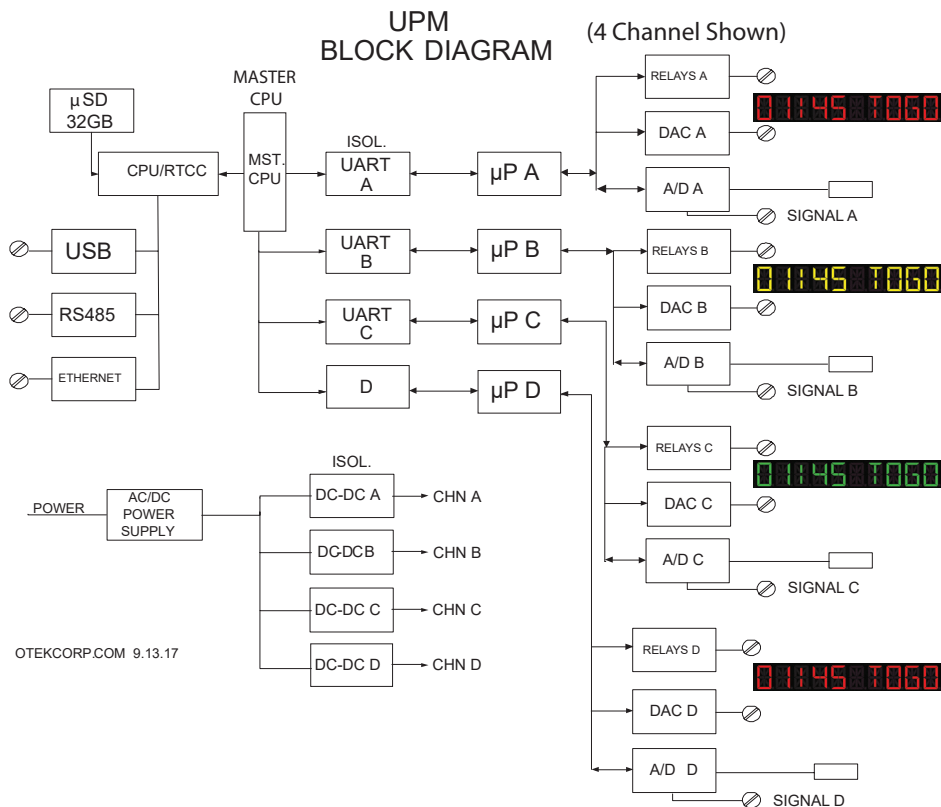 UPM
BLOCK DIAGRAM
(4 Channel Shown)
MASTER
CPU
µSD
32GB
CPU/RTCC
MST.
CPU
ISOL.
UART
A
µP A
RELAYS A
DAC A
A/D A
SIGNAL A
01145 TOGO
USB
RS485
ETHERNET
UART
B
µP B
RELAYS B
DAC B
A/D B
SIGNAL B
01145 TOGO
UART
C
µP C
RELAYS C
DAC C
A/D C
SIGNAL C
01145 TOGO
D
µP D
RELAYS D
DAC D
A/D D
SIGNAL D
01145 TOGO
POWER
AC/DC
POWER
SUPPLY
ISOL.
DC-DC A
CHN A
DC-DCB
CHN B
DC-DC C
CHN C
DC-DC D
CHN D
OTEKCORP.COM 9.13.17